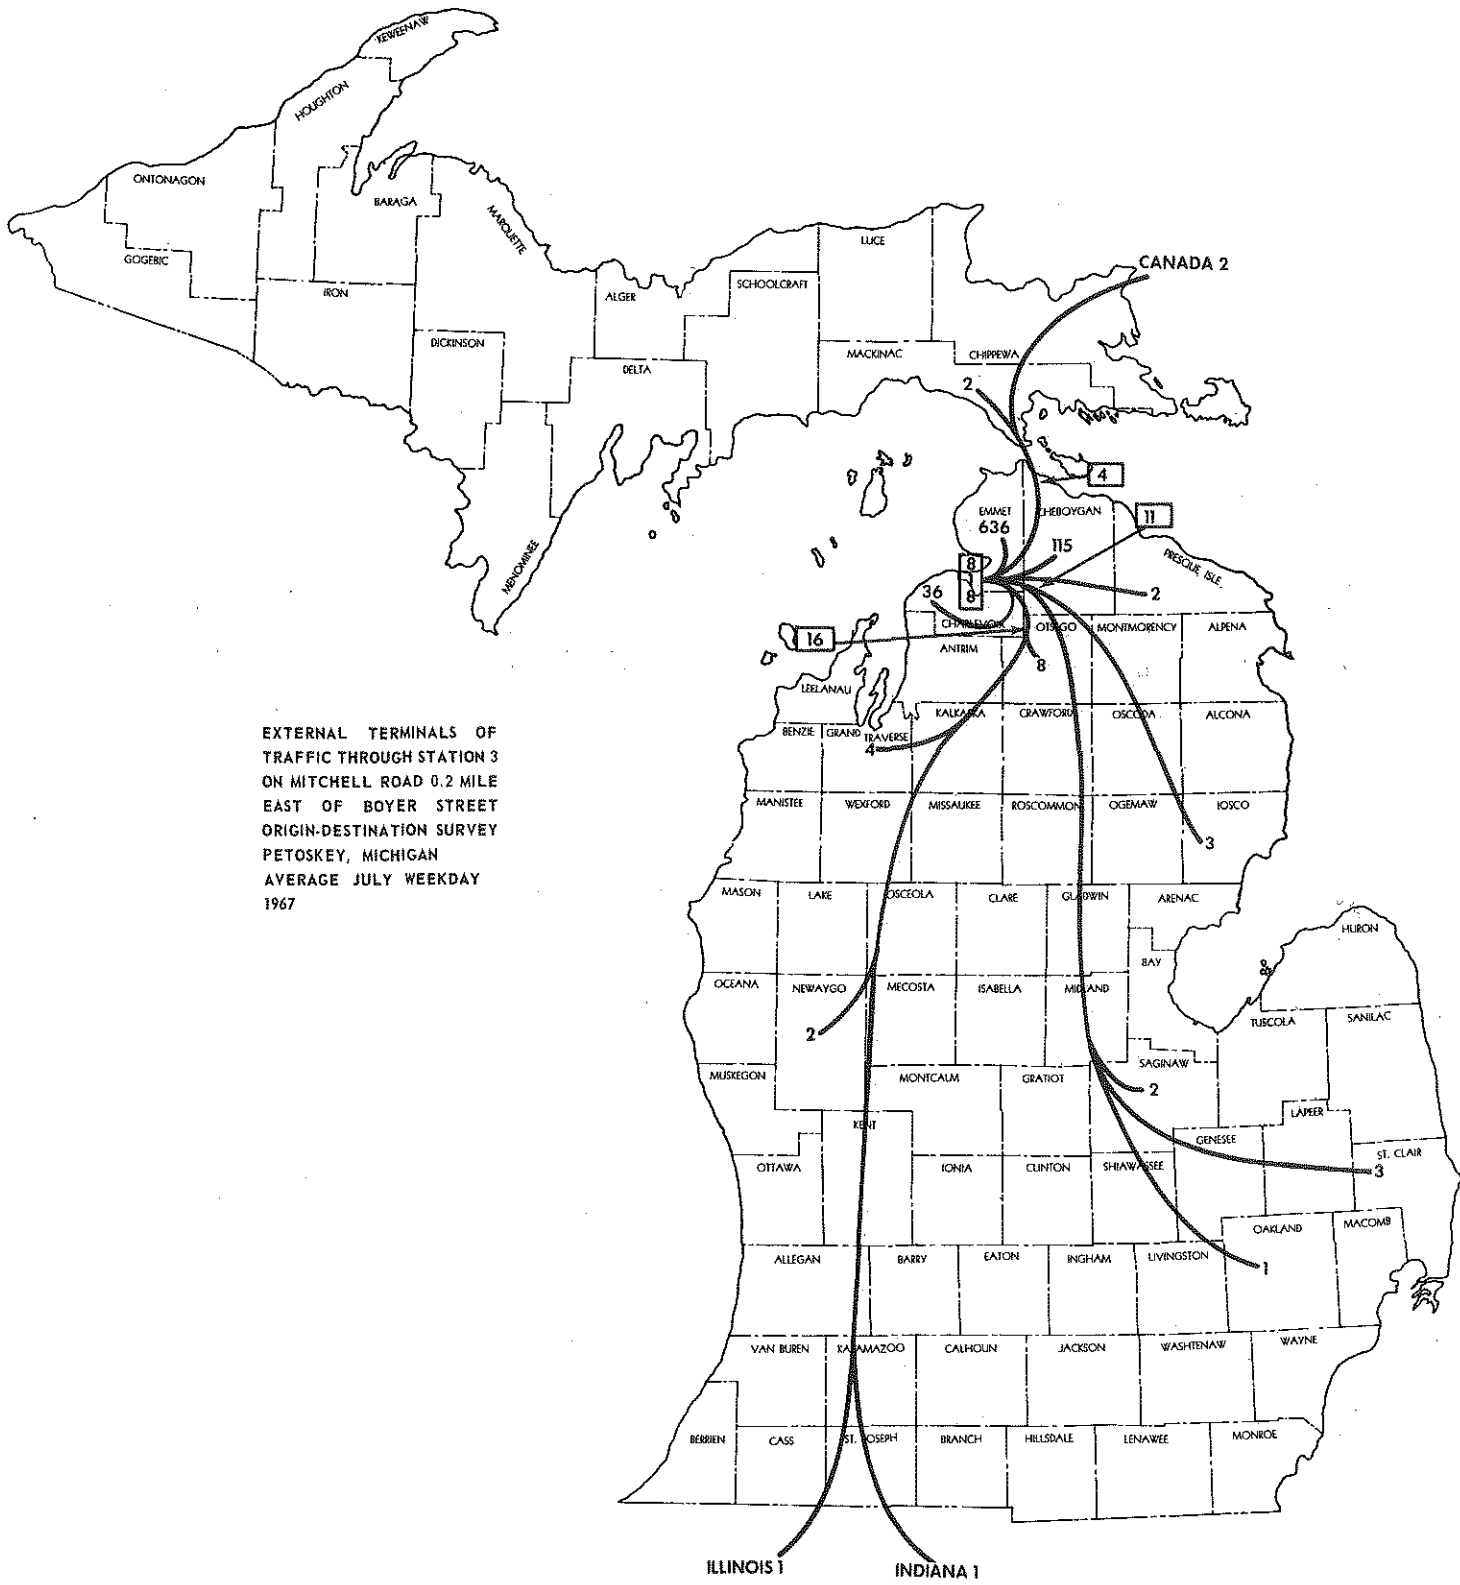 KEWEENAW
HOUGHTON
ONTONAGON
BARAGA
MARQUETTE
LUCE
GOGEBIC
CANADA 2
IRON
ALGER
SCHOOLCRAFT
DICKINSON
MACKINAC
CHIPPEWA
DELTA
2
4
EMMET
CHEBOYGAN
636
11
115
PRESQUE ISLE
8
1
8
MENOMINEE
36
2
CHARLEVOIX
OTSEGO
MONTMORENCY
ALPENA
16
ANTRIM
8
LEELANAU
KALKASKA
CRAWFORD
OSCODA
ALCONA
BENZIE
GRAND TRAVERSE
4
EXTERNAL TERMINALS OF
TRAFFIC THROUGH STATION 3
ON MITCHELL ROAD 0.2 MILE
EAST OF BOYER STREET
ORIGIN-DESTINATION SURVEY
PETOSKEY, MICHIGAN
AVERAGE JULY WEEKDAY
1967
MANISTEE
WEXFORD
MISSAUKEE
ROSCOMMON
OGEMAW
IOSCO
3
MASON
LAKE
OSCEOLA
CLARE
GLADWIN
ARENAC
HURON
BAY
OCEANA
NEWAYGO
MECOSTA
ISABELLA
MIDLAND
TUSCOLA
SANILAC
2
MUSKEGON
MONTCALM
GRATIOT
SAGINAW
2
LAPEER
KENT
GENESEE
ST. CLAIR
OTTAWA
IONIA
CLINTON
SHIAWASSEE
3
OAKLAND
MACOMB
ALLEGAN
BARRY
EATON
INGHAM
LIVINGSTON
1
VAN BUREN
KALAMAZOO
CALHOUN
JACKSON
WASHTENAW
WAYNE
BERRIEN
CASS
ST. JOSEPH
BRANCH
HILLSDALE
LENAWEE
MONROE
ILLINOIS 1
INDIANA 1